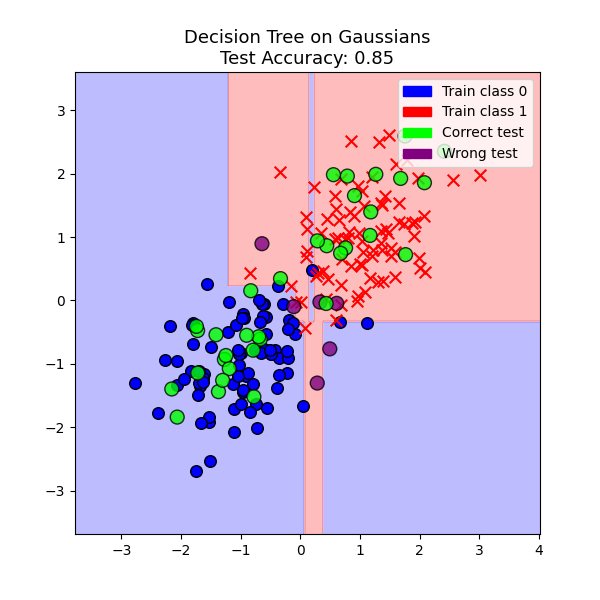 Decision Tree on Gaussians
Test Accuracy: 0.85
Train class 0
Train class 1
Correct test
Wrong test
3
2
1
0
−1
−2
−3
−3 −2 −1 0 1 2 3 4